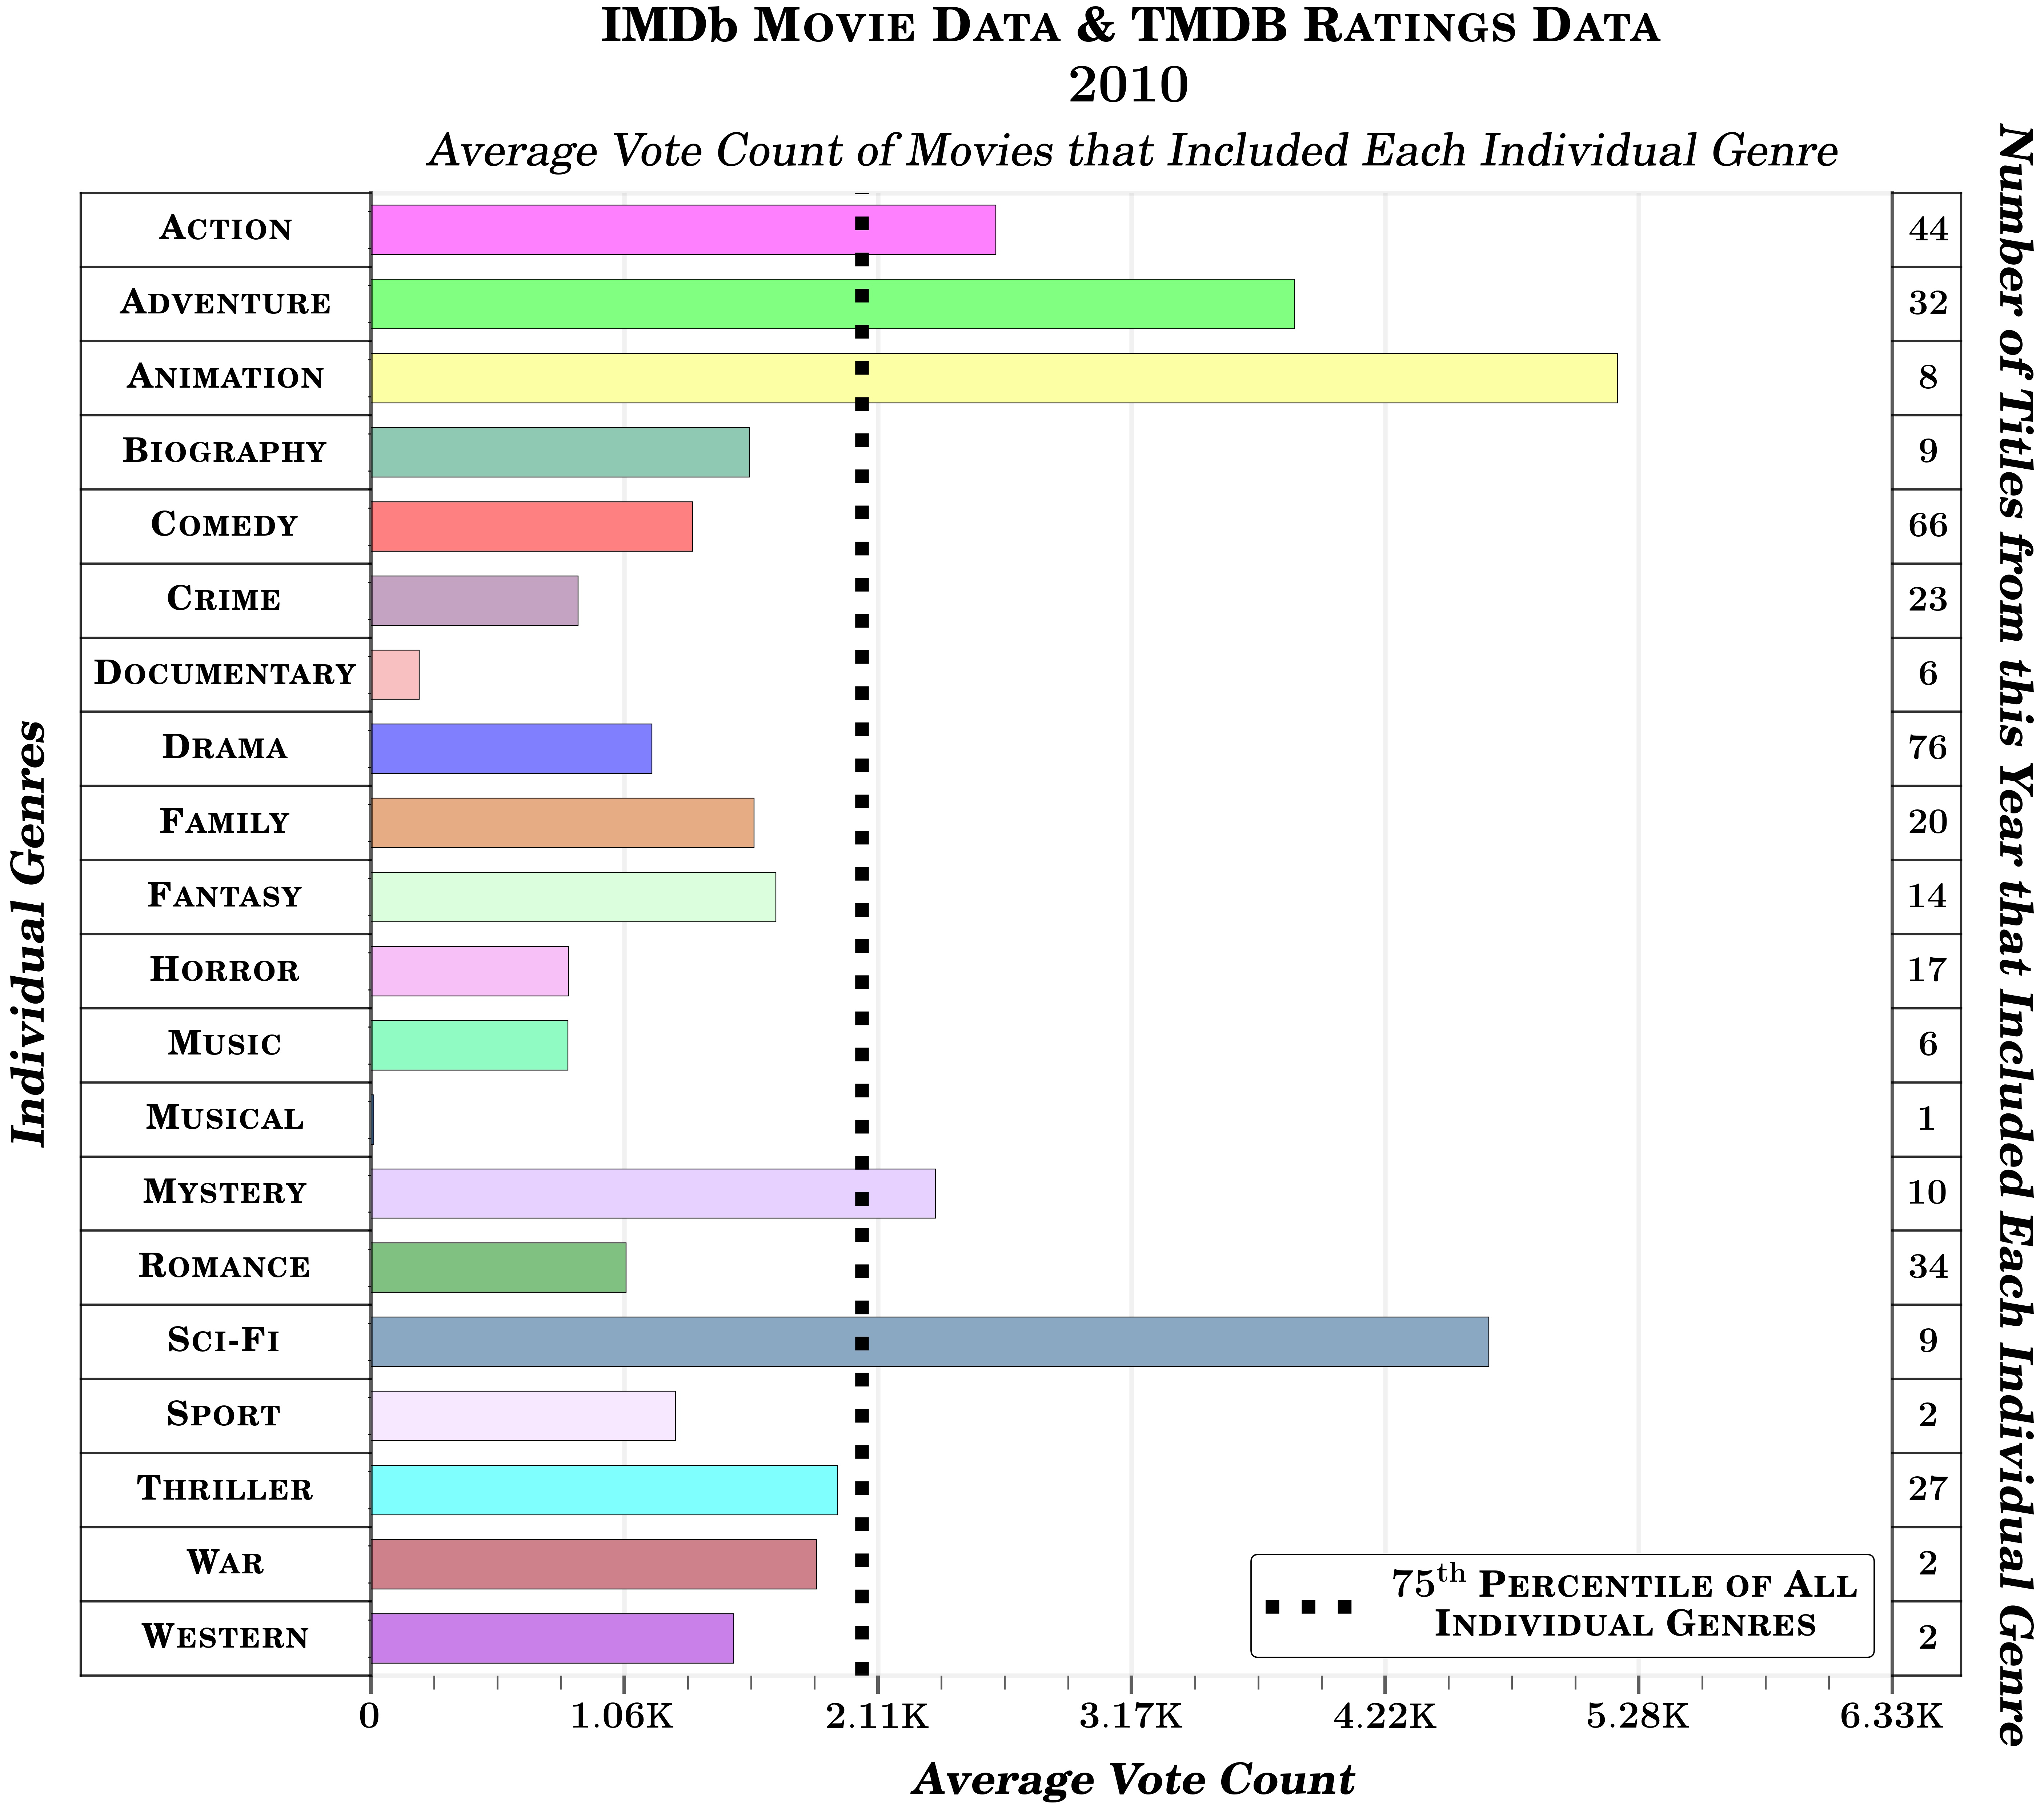 IMDb Movie Data & TMDB Ratings Data
2010
Average Vote Count of Movies that Included Each Individual Genre
Individual Genres
Number of Titles from this Year that Included Each Individual Genre
Action 44
Adventure 32
Animation 8
Biography 9
Comedy 66
Crime 23
Documentary 6
Drama 76
Family 20
Fantasy 14
Horror 17
Music 6
Musical 1
Mystery 10
Romance 34
Sci-Fi 9
Sport 2
Thriller 27
War 2
Western 2
75th Percentile of All
Individual Genres
0 1.06K 2.11K 3.17K 4.22K 5.28K 6.33K
Average Vote Count